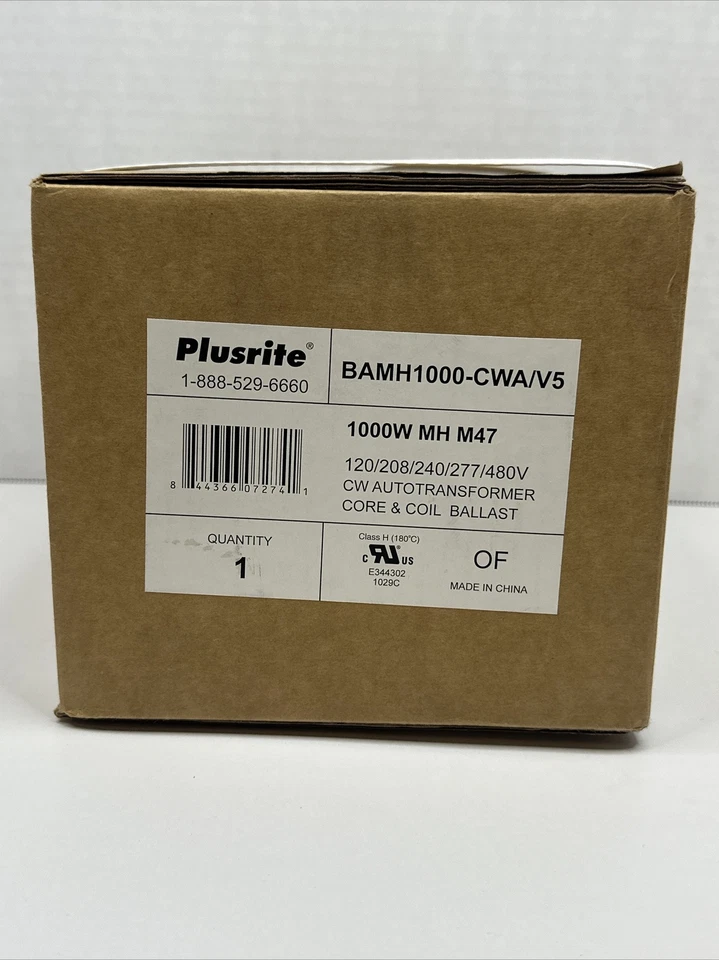 Plusrite®
1-888-529-6660
BAMH1000-CWA/V5
8 44366 07274 1
1000W MH M47
120/208/240/277/480V
CW AUTOTRANSFORMER
CORE & COIL BALLAST
QUANTITY
1
Class H (180°C)
c RU US
E344302
1029C
OF
MADE IN CHINA